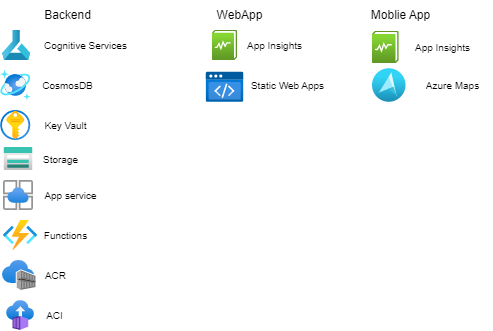 Backend
WebApp
Moblie App
Cognitive Services
App Insights
App Insights
CosmosDB
Static Web Apps
Azure Maps
Key Vault
Storage
App service
Functions
ACR
ACI